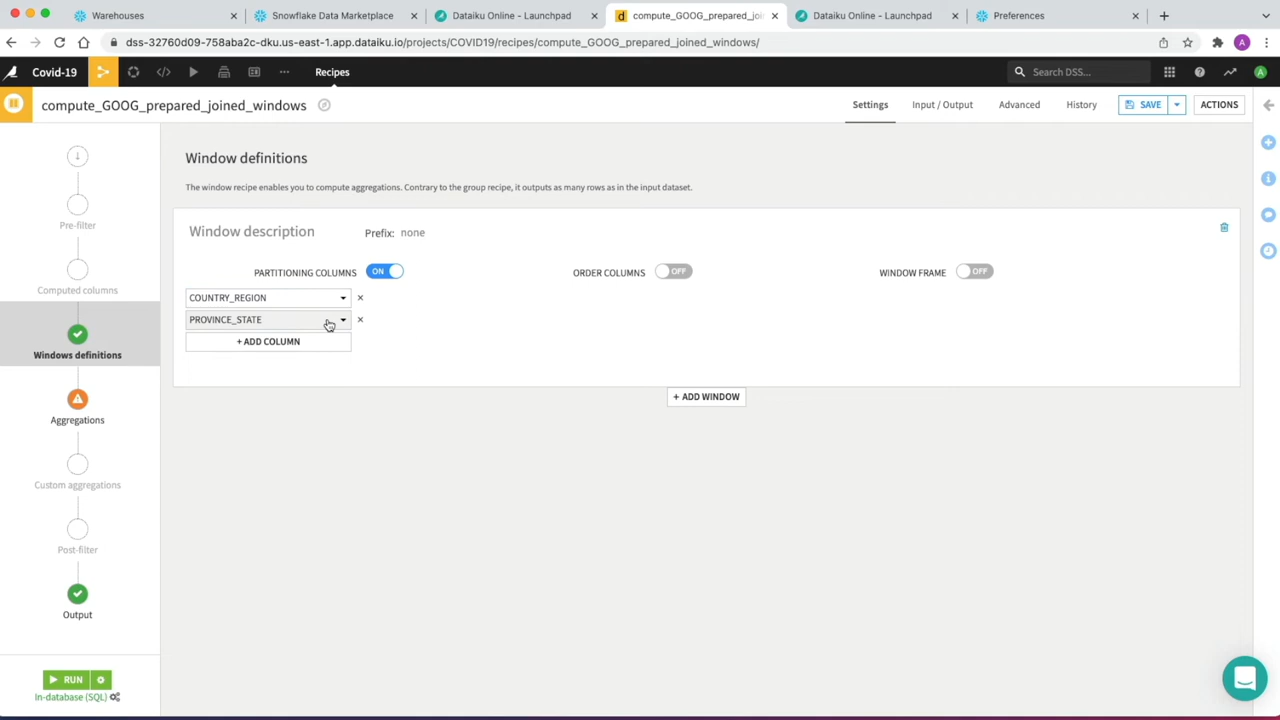 Warehouses
Snowflake Data Marketplace
Dataiku Online - Launchpad
compute_GOOG_prepared_joi
Dataiku Online - Launchpad
Preferences
dss-32760d09-758aba2c-dku.us-east-1.app.dataiku.io/projects/COVID19/recipes/compute_GOOG_prepared_joined_windows/
A
Covid-19
Recipes
Search DSS...
A
compute_GOOG_prepared_joined_windows
Settings
Input / Output
Advanced
History
SAVE
ACTIONS
Pre-filter
Computed columns
Windows definitions
Aggregations
Custom aggregations
Post-filter
Output
RUN
In-database (SQL)
Window definitions
The window recipe enables you to compute aggregations. Contrary to the group recipe, it outputs as many rows as in the input dataset.
Window description
Prefix: none
PARTITIONING COLUMNS ON
ORDER COLUMNS OFF
WINDOW FRAME OFF
COUNTRY_REGION
PROVINCE_STATE
+ ADD COLUMN
+ ADD WINDOW